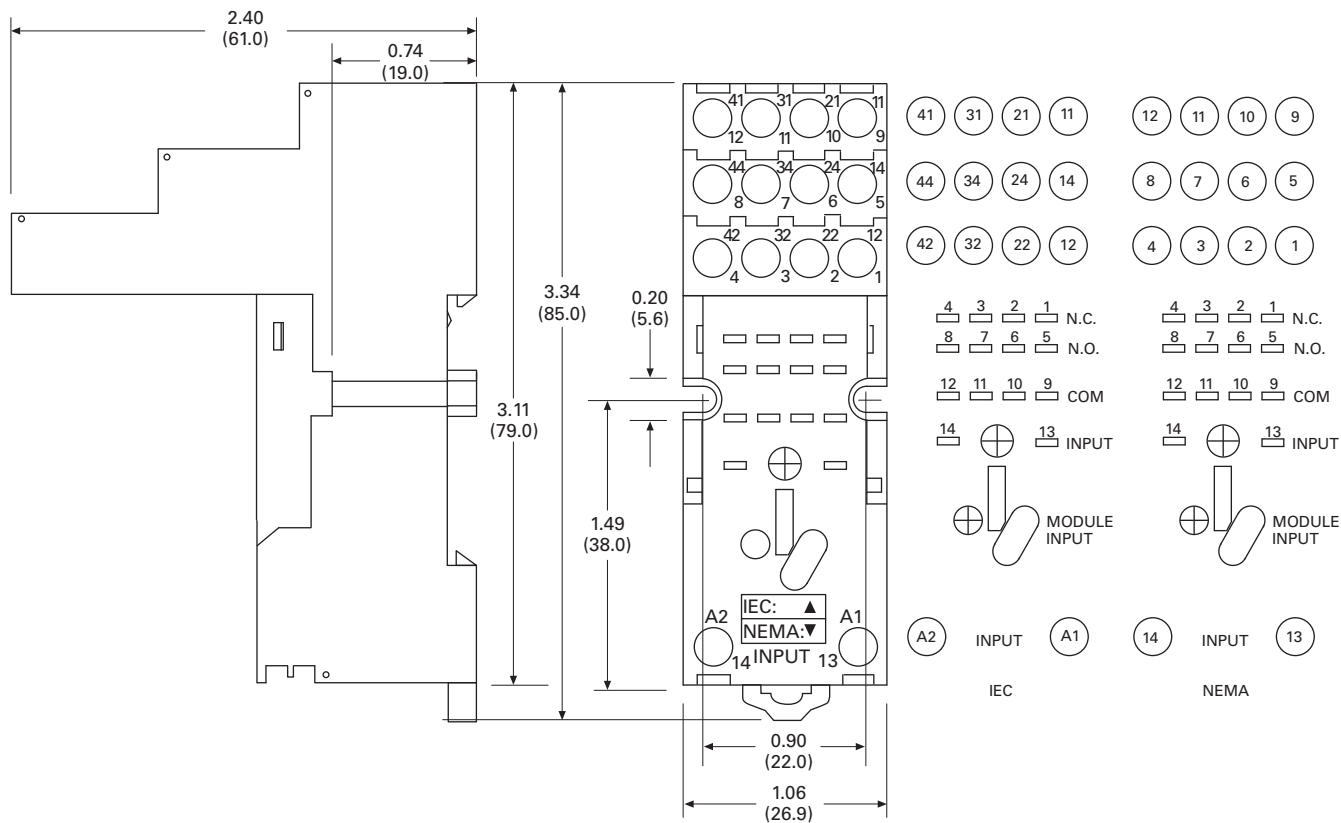 2.40
(61.0)
0.74
(19.0)
3.34
(85.0)
3.11
(79.0)
0.20
(5.6)
1.49
(38.0)
41 31 21 11
12 11 10 9
44 34 24 14
8 7 6 5
42 32 22 12
4 3 2 1
A2 IEC: ▲ A1
NEMA:▼
14 INPUT 13
0.90
(22.0)
1.06
(26.9)
41 31 21 11
44 34 24 14
42 32 22 12
4 3 2 1 N.C.
8 7 6 5 N.O.
12 11 10 9 COM
14 13 INPUT
MODULE
INPUT
A2 INPUT A1
IEC
12 11 10 9
8 7 6 5
4 3 2 1
4 3 2 1 N.C.
8 7 6 5 N.O.
12 11 10 9 COM
14 13 INPUT
MODULE
INPUT
14 INPUT 13
NEMA